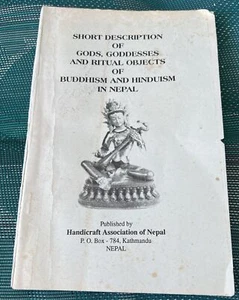 SHORT DESCRIPTION
OF
GODS, GODDESSES
AND RITUAL OBJECTS
OF
BUDDHISM AND HINDUISM
IN NEPAL
Published by
Handicraft Association of Nepal
P. O. Box - 784, Kathmandu
NEPAL